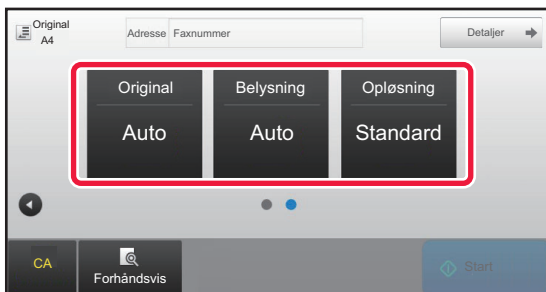 Original
A4
Adresse Faxnummer
Detaljer
Original
Auto
Belysning
Auto
Opløsning
Standard
CA
Forhåndsvis
Start